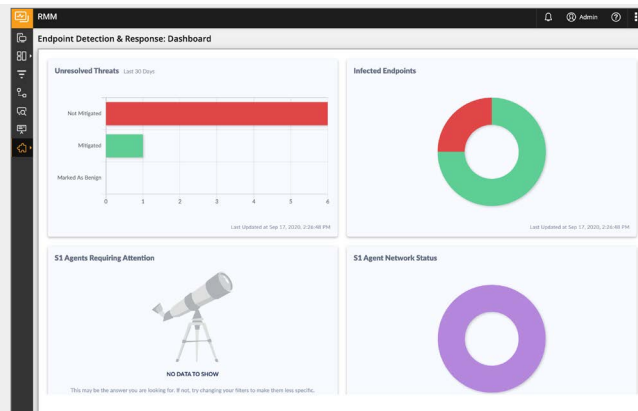 RMM
Admin
Endpoint Detection & Response: Dashboard
Unresolved Threats Last 30 Days
Not Mitigated
Mitigated
Marked As Benign
0 1 2 3 4 5 6
Last Updated at Sep 17, 2020, 2:26:48 PM
Infected Endpoints
Last Updated at Sep 17, 2020, 2:26:48 PM
S1 Agents Requiring Attention
NO DATA TO SHOW
This may be the answer you are looking for. If not, try changing your filters to make them less specific.
S1 Agent Network Status